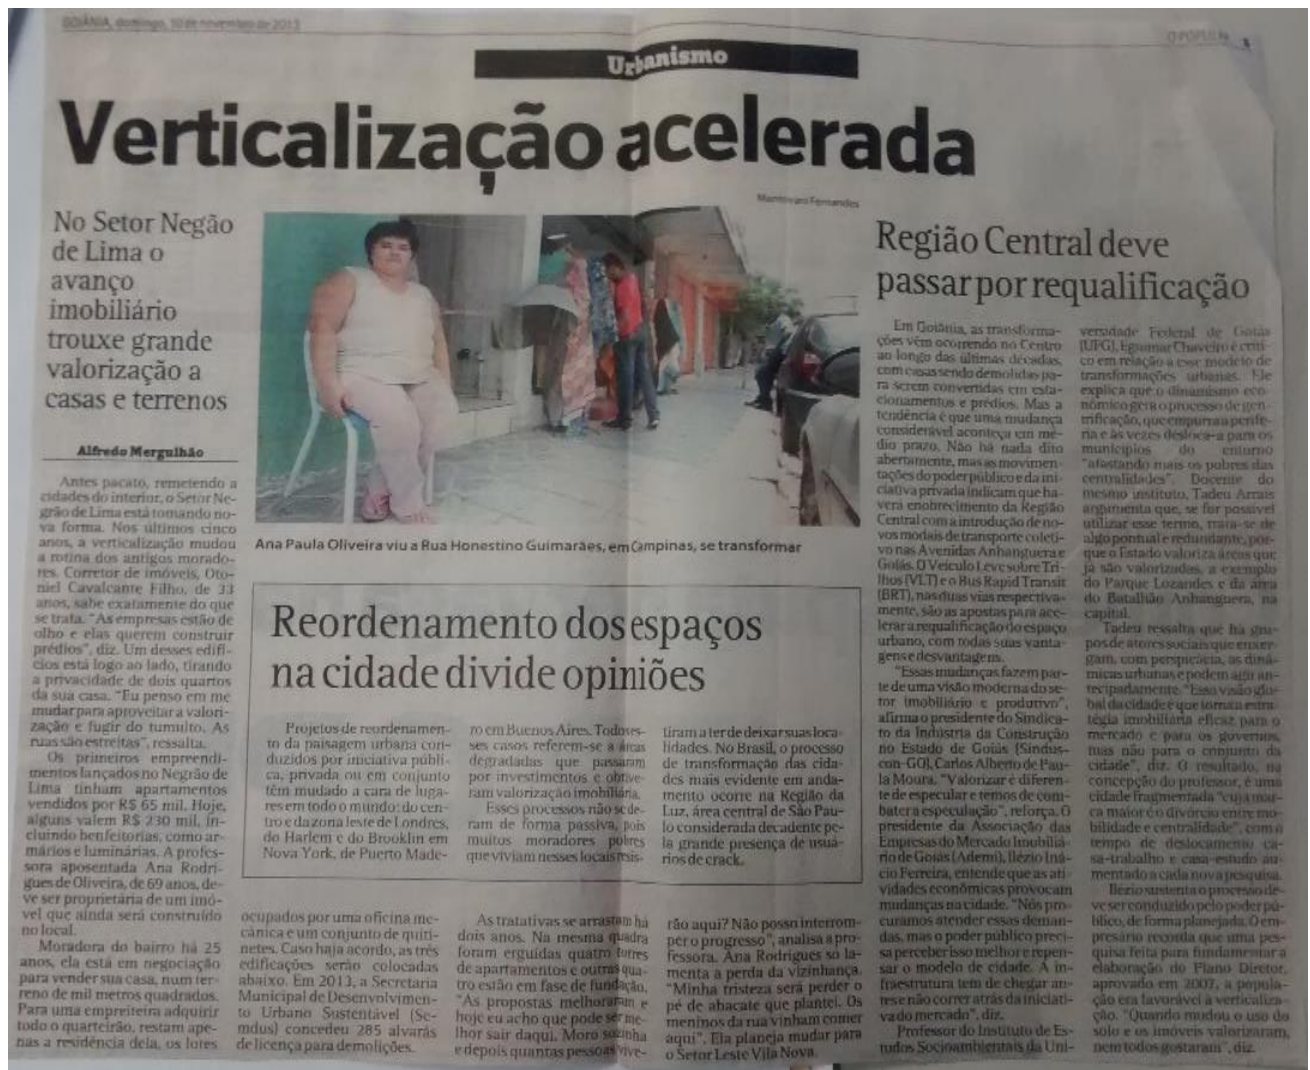 GOIÂNIA, domingo, 10 de novembro de 2013
O POPULAR
Urbanismo
Verticalização acelerada
No Setor Negão
de Lima o
avanço
imobiliário
trouxe grande
valorização a
casas e terrenos
Alfredo Mergulhão
Antes pacato, remetendo a
cidades do interior, o Setor Ne-
grão de Lima está tomando no-
va forma. Nos últimos cinco
anos, a verticalização mudou
a rotina dos antigos morado-
res. Corretor de imóveis, Oto-
niel Cavalcante Filho, de 33
anos, sabe exatamente do que
se trata. "As empresas estão de
olho e elas querem construir
prédios", diz. Um desses edifí-
cios está logo ao lado, tirando
a privacidade de dois quartos
da sua casa. "Eu penso em me
mudar para aproveitar a valori-
zação e fugir do tumulto. As
ruas são estreitas", ressalta.
Os primeiros empreendi-
mentos lançados no Negrão de
Lima tinham apartamentos
vendidos por R$ 65 mil. Hoje,
alguns valem R$ 230 mil, in-
cluindo benfeitorias, como ar-
mários e luminárias. A profes-
sora aposentada Ana Rodri-
gues de Oliveira, de 69 anos, de-
ve ser proprietária de um imó-
vel que ainda será construído
no local.
Moradora do bairro há 25
anos, ela está em negociação
para vender sua casa, num ter-
reno de mil metros quadrados.
Para uma empreiteira adquirir
todo o quarteirão, restam ape-
nas a residência dela, os lotes
ocupados por uma oficina me-
cânica e um conjunto de quiti-
netes. Caso haja acordo, as três
edificações serão colocadas
abaixo. Em 2013, a Secretaria
Municipal de Desenvolvimen-
to Urbano Sustentável (Se-
mdus) concedeu 285 alvarás
de licença para demolições.
As tratativas se arrastam há
dois anos. Na mesma quadra
foram erguidas quatro torres
de apartamentos e outras qua-
tro estão em fase de fundação.
"As propostas melhoraram e
hoje eu acho que pode ser me-
lhor sair daqui. Moro sozinha
e depois quantas pessoas vive-
rão aqui? Não posso interrom-
per o progresso", analisa a pro-
fessora. Ana Rodrigues só la-
menta a perda da vizinhança.
"Minha tristeza será perder o
pé de abacate que plantei. Os
meninos da rua vinham comer
aqui". Ela planeja mudar para
o Setor Leste Vila Nova.
Mantovani Fernandes
Ana Paula Oliveira viu a Rua Honestino Guimarães, em Campinas, se transformar
Reordenamento dos espaços
na cidade divide opiniões
Projetos de reordenamen-
to da paisagem urbana con-
duzidos por iniciativa públi-
ca, privada ou em conjunto
têm mudado a cara de luga-
res em todo o mundo: do cen-
tro e da zona leste de Londres,
do Harlem e do Brooklin em
Nova York, de Puerto Made-
ro em Buenos Aires. Todos es-
ses casos referem-se a áreas
degradadas que passaram
por investimentos e obtive-
ram valorização imobiliária.
Esses processos não se de-
ram de forma passiva, pois
muitos moradores pobres
que viviam nesses locais resis-
tiram a ter de deixar suas loca-
lidades. No Brasil, o processo
de transformação das cida-
des mais evidente em anda-
mento ocorre na Região da
Luz, área central de São Pau-
lo considerada decadente pe-
la grande presença de usuá-
rios de crack.
Região Central deve
passar por requalificação
Em Goiânia, as transforma-
ções vêm ocorrendo no Centro
ao longo das últimas décadas,
com casas sendo demolidas pa-
ra serem convertidas em esta-
cionamentos e prédios. Mas a
tendência é que uma mudança
considerável aconteça em mé-
dio prazo. Não há nada dito
abertamente, mas as movimen-
tações do poder público e da ini-
ciativa privada indicam que ha-
verá enobrecimento da Região
Central com a introdução de no-
vos modais de transporte coleti-
vo nas Avenidas Anhanguera e
Goiás. O Veículo Leve sobre Tri-
lhos (VLT) e o Bus Rapid Transit
(BRT), nas duas vias respectiva-
mente, são as apostas para ace-
lerar a requalificação do espaço
urbano, com todas suas vanta-
gens e desvantagens.
"Essas mudanças fazem par-
te de uma visão moderna do se-
tor imobiliário e produtivo",
afirma o presidente do Sindica-
to da Indústria da Construção
no Estado de Goiás (Sindus-
con-GO), Carlos Alberto de Pau-
la Moura. "Valorizar é diferen-
te de especular e temos de com-
bater a especulação", reforça. O
presidente da Associação das
Empresas do Mercado Imobiliá-
rio de Goiás (Ademi), Ilézio Iná-
cio Ferreira, entende que as ati-
vidades econômicas provocam
mudanças na cidade. "Nós pro-
curamos atender essas deman-
das, mas o poder público preci-
sa perceber isso melhor e repen-
sar o modelo de cidade. A in-
fraestrutura tem de chegar an-
tes e não correr atrás da iniciati-
va do mercado", diz.
Professor do Instituto de Es-
tudos Socioambientais da Uni-
versidade Federal de Goiás
(UFG), Eguimar Chaveiro é críti-
co em relação a esse modelo de
transformações urbanas. Ele
explica que o dinamismo eco-
nômico gera o processo de gen-
trificação, que empurra a perife-
ria e às vezes desloca-a para os
municípios do entorno
"afastando mais os pobres das
centralidades". Docente do
mesmo instituto, Tadeu Arrais
argumenta que, se for possível
utilizar esse termo, trata-se de
algo pontual e redundante, por-
que o Estado valoriza áreas que
já são valorizadas, a exemplo
do Parque Lozandes e da área
do Batalhão Anhanguera, na
capital.
Tadeu ressalta que há gru-
pos de atores sociais que enxer-
gam, com perspicácia, as dinâ-
micas urbanas e podem agir an-
tecipadamente. "Essa visão glo-
bal da cidade é que torna a estra-
tégia imobiliária eficaz para o
mercado e para os governos,
mas não para o conjunto da
cidade", diz. O resultado, na
concepção do professor, é uma
cidade fragmentada "cuja mar-
ca maior é o divórcio entre mo-
bilidade e centralidade", com o
tempo de deslocamento ca-
sa-trabalho e casa-estudo au-
mentado a cada nova pesquisa.
Ilézio sustenta o processo de-
ve ser conduzido pelo poder pú-
blico, de forma planejada. O em-
presário recorda que uma pes-
quisa feita para fundamentar a
elaboração do Plano Diretor,
aprovado em 2007, a popula-
ção era favorável à verticaliza-
ção. "Quando mudou o uso do
solo e os imóveis valorizaram,
nem todos gostaram", diz.